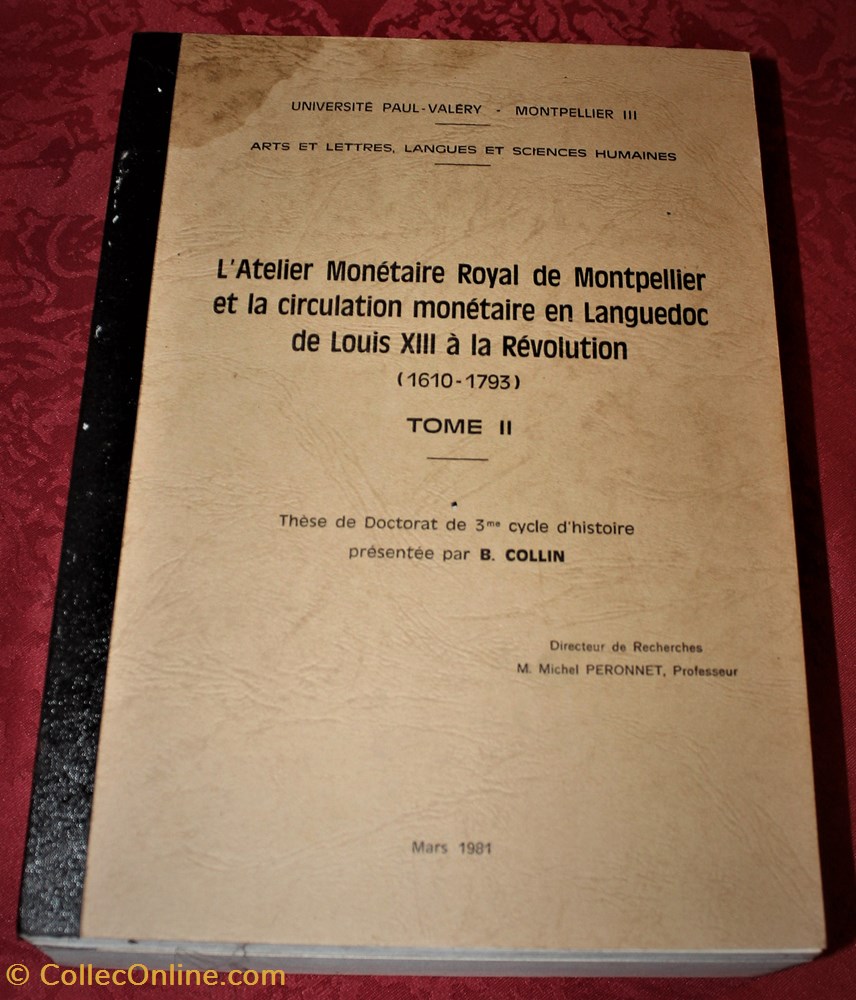 UNIVERSITÉ PAUL-VALÉRY - MONTPELLIER III
ARTS ET LETTRES, LANGUES ET SCIENCES HUMAINES
L'Atelier Monétaire Royal de Montpellier
et la circulation monétaire en Languedoc
de Louis XIII à la Révolution
(1610-1793)
TOME II
Thèse de Doctorat de 3me cycle d'histoire
présentée par B. COLLIN
Directeur de Recherches
M. Michel PERONNET, Professeur
Mars 1981
© CollecOnline.com